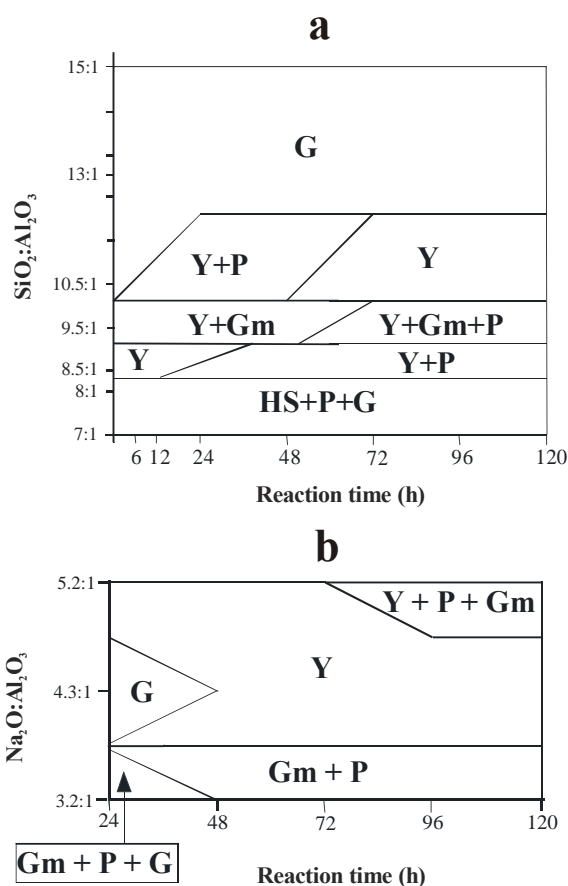 a
15:1
13:1
10.5:1
9.5:1
8.5:1
8:1
7:1
SiO₂:Al₂O₃
G
Y+P
Y
Y+Gm
Y+Gm+P
Y
Y+P
HS+P+G
6 12 24 48 72 96 120
Reaction time (h)
b
5.2:1
4.3:1
3.2:1
Na₂O:Al₂O₃
Y + P + Gm
G
Y
Gm + P
24 48 72 96 120
Gm + P + G
Reaction time (h)